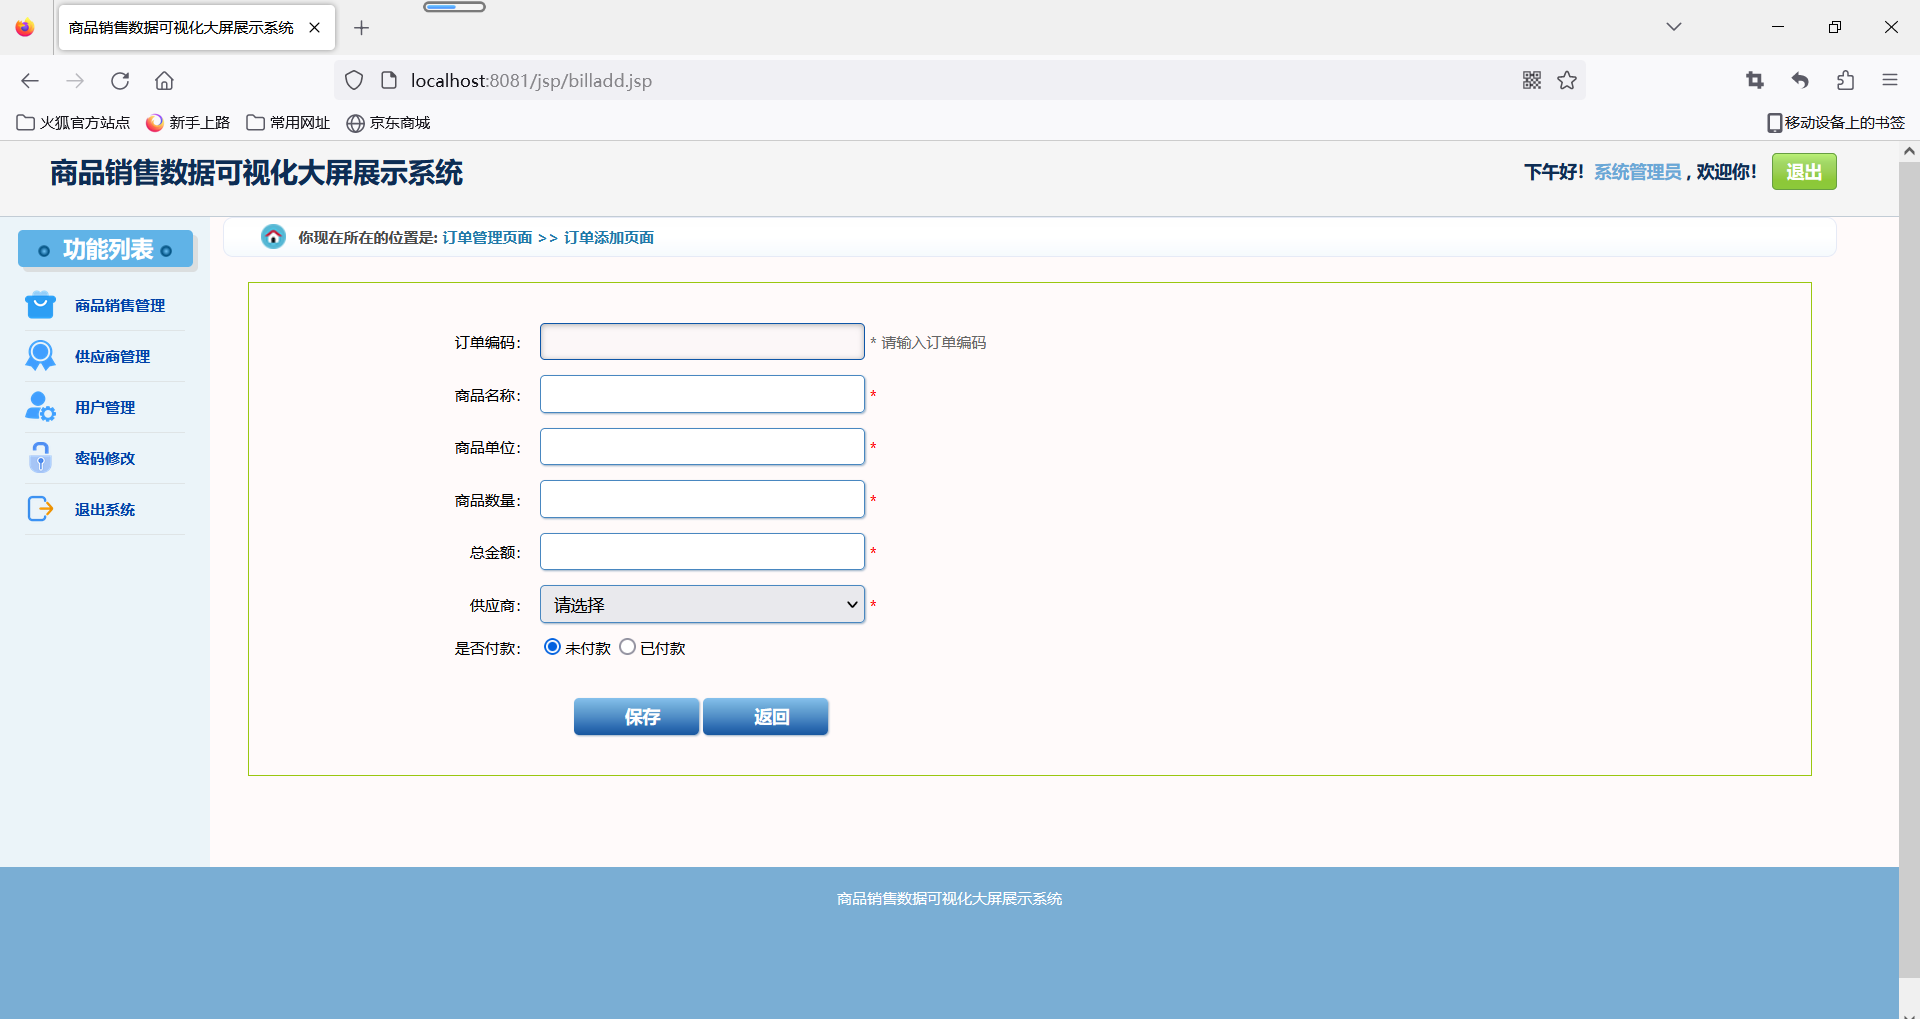 商品销售数据可视化大屏展示系统
localhost:8081/jsp/billadd.jsp
火狐官方站点 新手上路 常用网址 京东商城 移动设备上的书签
商品销售数据可视化大屏展示系统
下午好！系统管理员，欢迎你！ 退出
功能列表
你现在所在的位置是: 订单管理页面 >> 订单添加页面
商品销售管理
供应商管理
用户管理
密码修改
退出系统
订单编码： * 请输入订单编码
商品名称： *
商品单位： *
商品数量： *
总金额： *
供应商： 请选择 *
是否付款： 未付款 已付款
保存 返回
商品销售数据可视化大屏展示系统